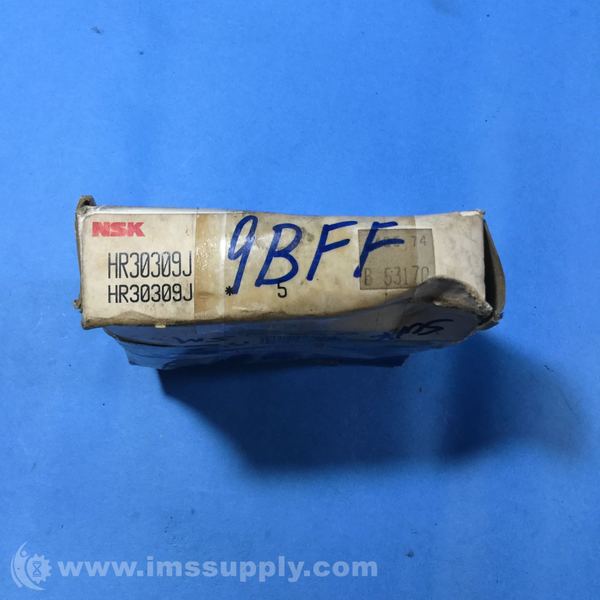 NSK
HR30309J
HR30309J
* 5
9BFF
74
B 53170
www.imssupply.com